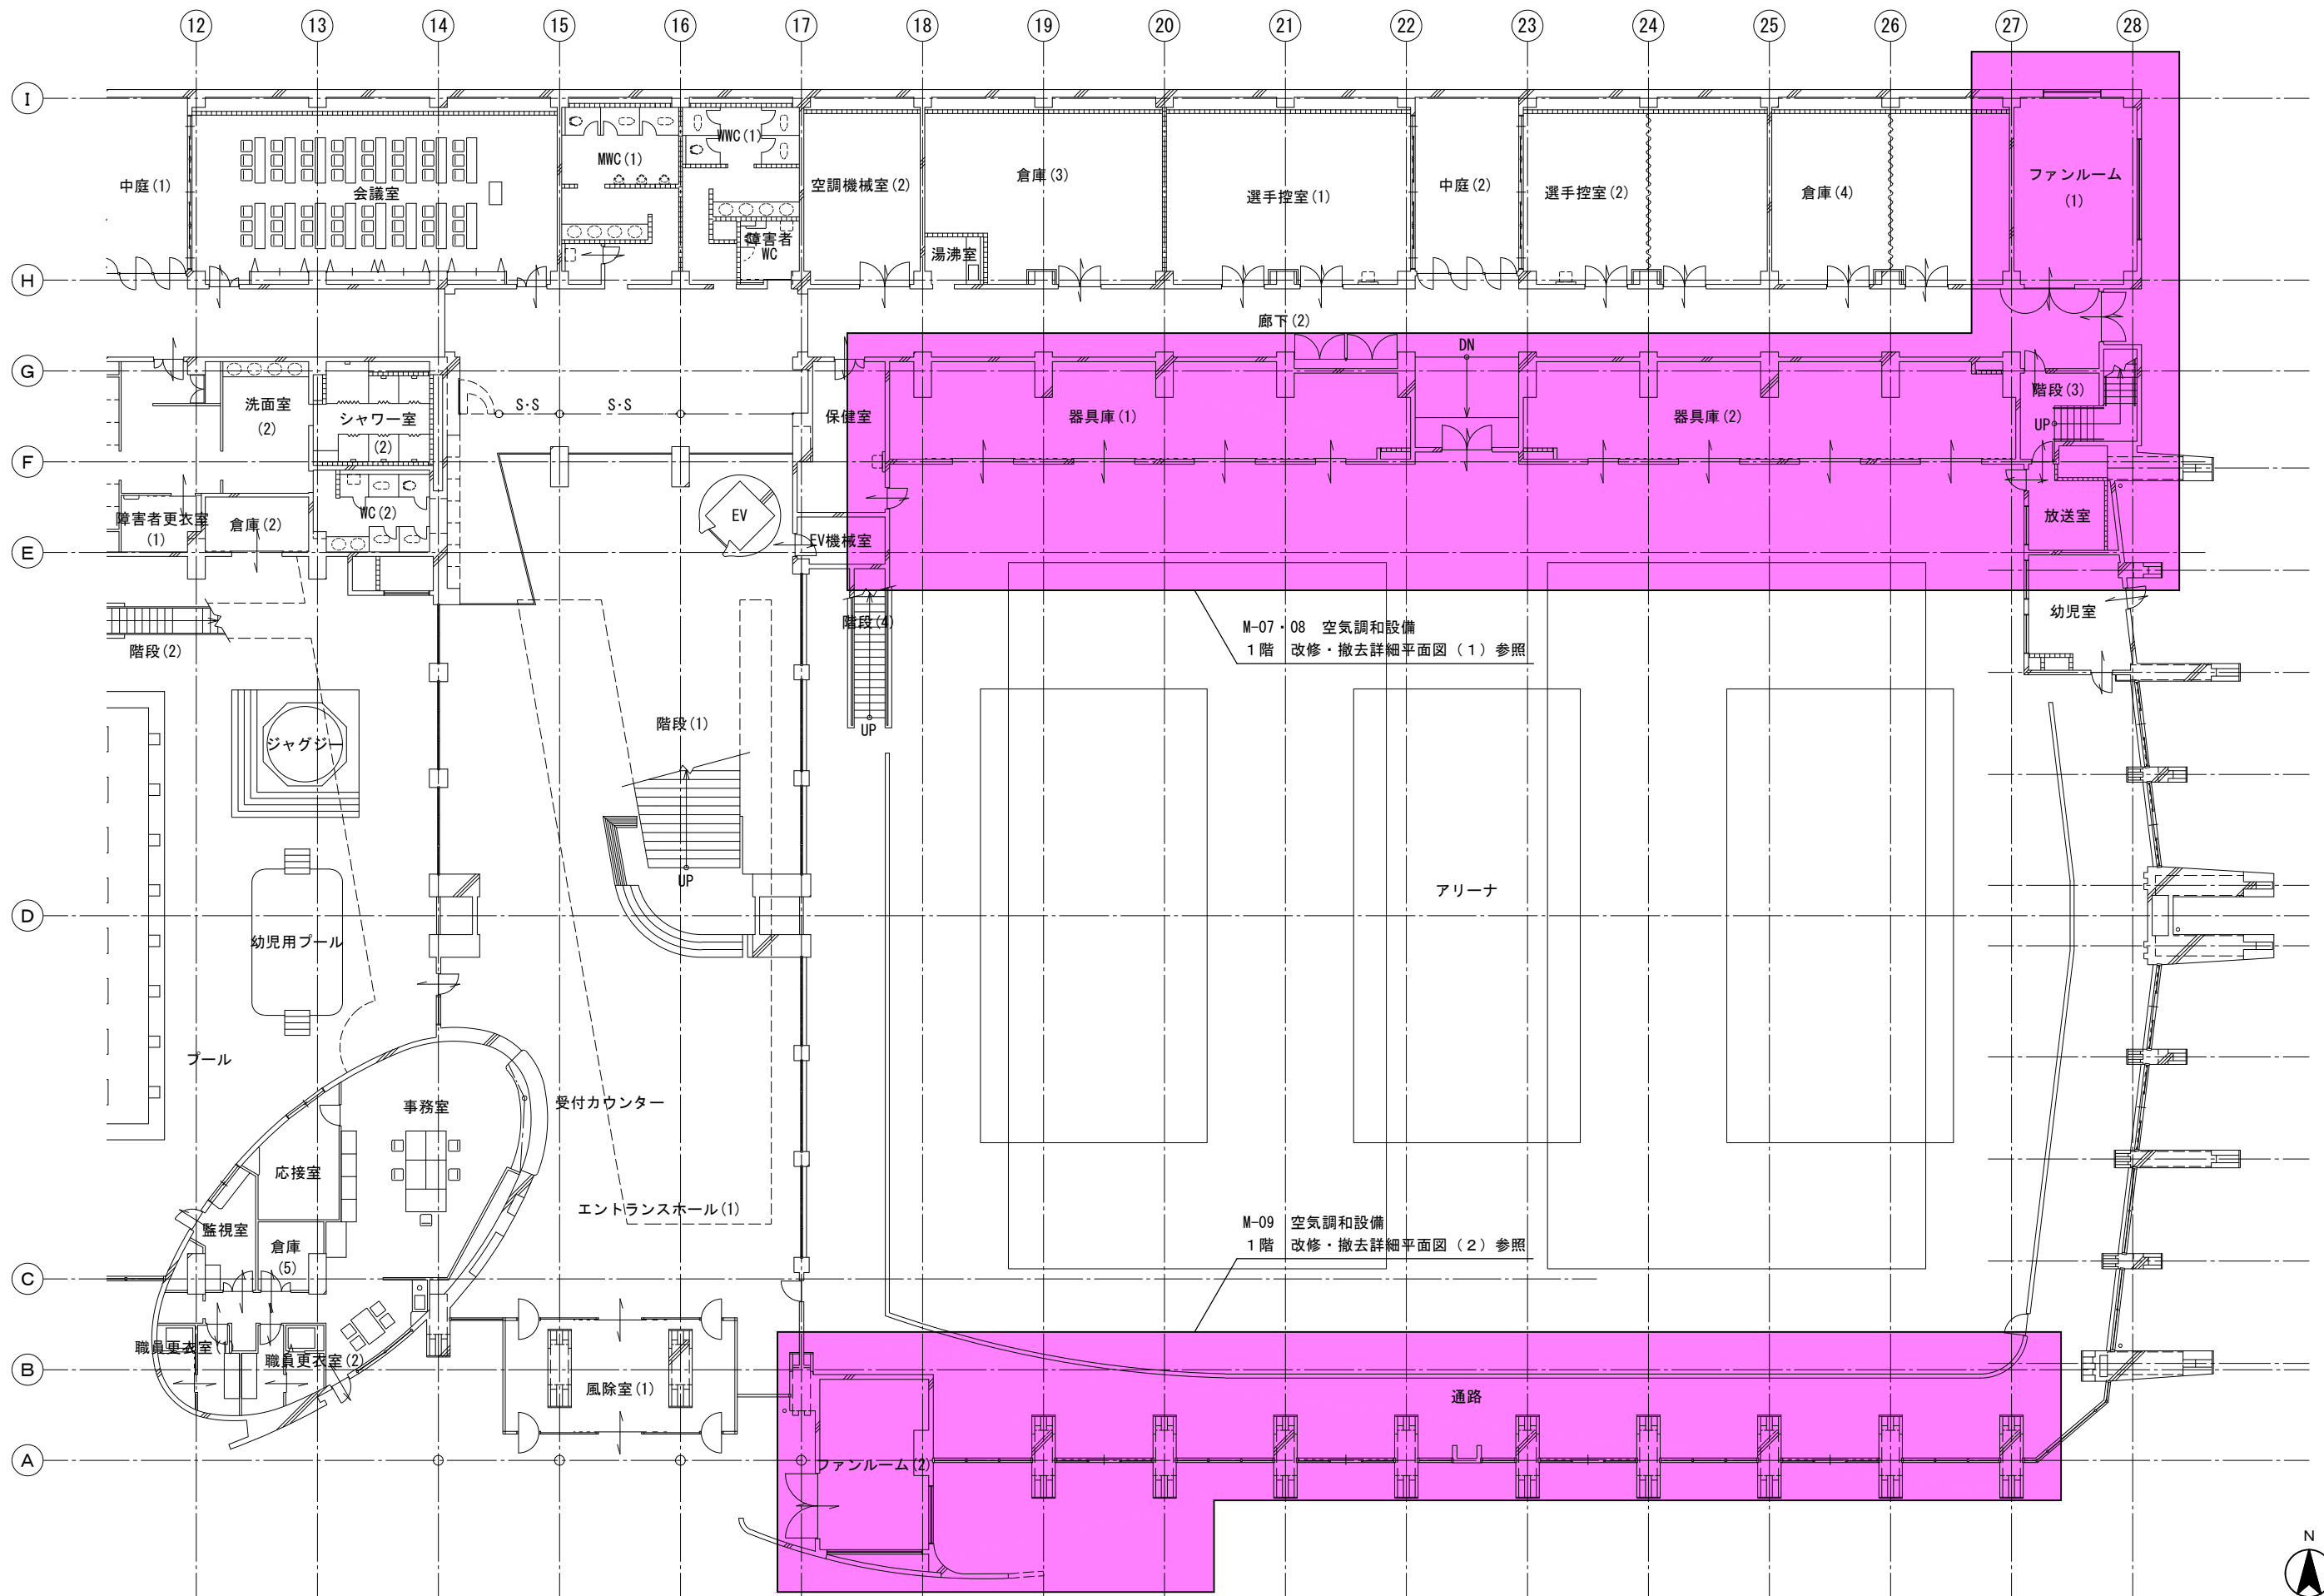 12 13 14 15 16 17 18 19 20 21 22 23 24 25 26 27 28
I
中庭(1)
会議室
MWC(1)
WWC(1)
障害者
WC
空調機械室(2)
倉庫(3)
湯沸室
選手控室(1)
中庭(2)
選手控室(2)
倉庫(4)
ファンルーム
(1)
H
廊下(2)
G
洗面室
(2)
シャワー室
(2)
S・S
S・S
保健室
器具庫(1)
DN
器具庫(2)
階段(3)
UP
F
障害者更衣室
(1)
倉庫(2)
WC(2)
EV
EV機械室
放送室
E
階段(2)
階段(4)
UP
幼児室
M-07・08 空気調和設備
1階 改修・撤去詳細平面図(1)参照
ジャグジー
階段(1)
UP
アリーナ
D
幼児用プール
プール
事務室
受付カウンター
応接室
監視室
倉庫
(5)
エントランスホール(1)
M-09 空気調和設備
1階 改修・撤去詳細平面図(2)参照
C
職員更衣室(1)
職員更衣室(2)
B
風除室(1)
通路
A
ファンルーム(2)
N